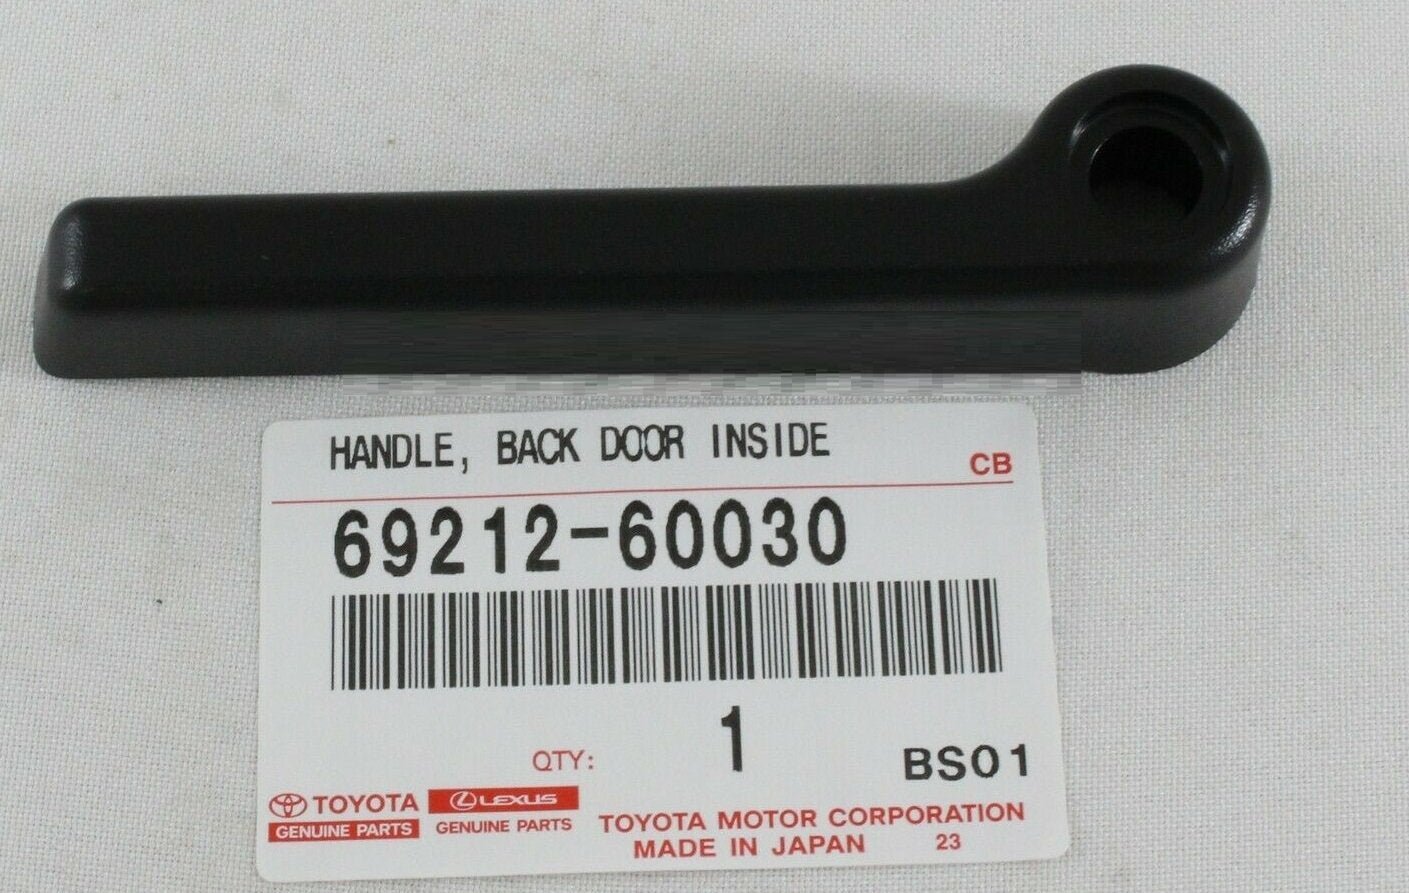 HANDLE, BACK DOOR INSIDE
CB
69212-60030
QTY: 1
BS01
TOYOTA
GENUINE PARTS
LEXUS
GENUINE PARTS
TOYOTA MOTOR CORPORATION
MADE IN JAPAN 23